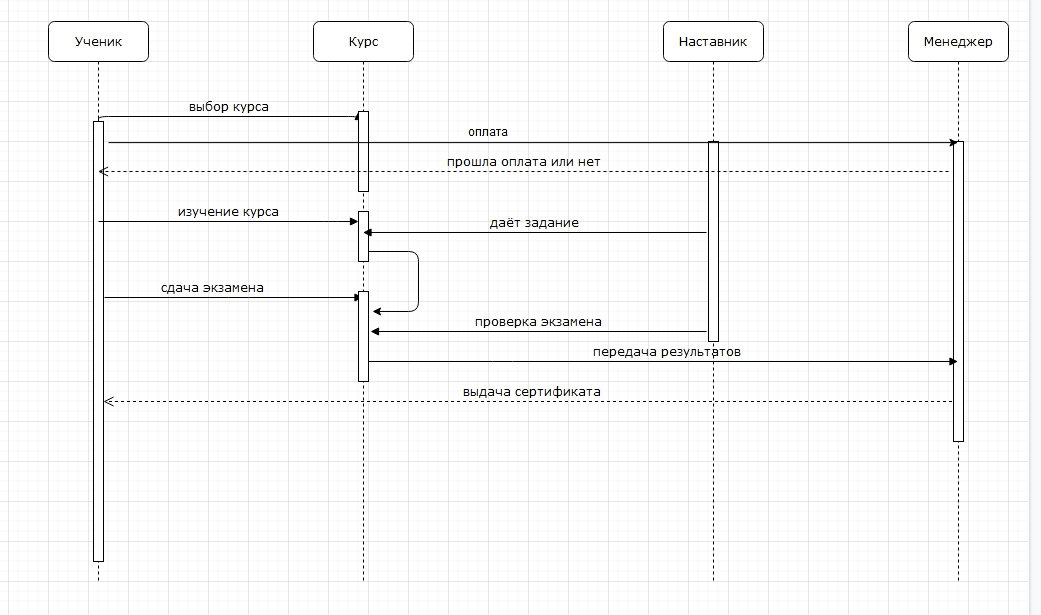 Ученик
Курс
Наставник
Менеджер
выбор курса
оплата
прошла оплата или нет
изучение курса
даёт задание
сдача экзамена
проверка экзамена
передача результатов
выдача сертификата